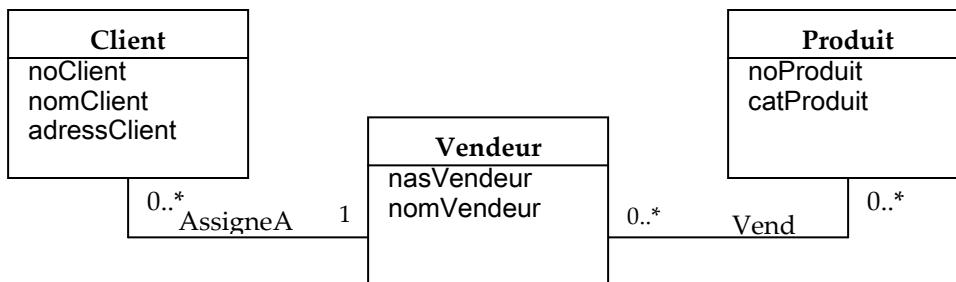 Client
noClient
nomClient
adressClient
Produit
noProduit
catProduit
Vendeur
nasVendeur
nomVendeur
0..*
AssigneA
1
0..*
Vend
0..*